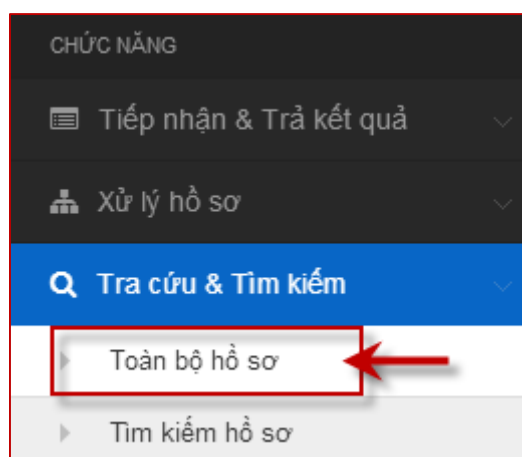 CHỨC NĂNG
Tiếp nhận & Trả kết quả
Xử lý hồ sơ
Tra cứu & Tìm kiếm
Toàn bộ hồ sơ
Tìm kiếm hồ sơ